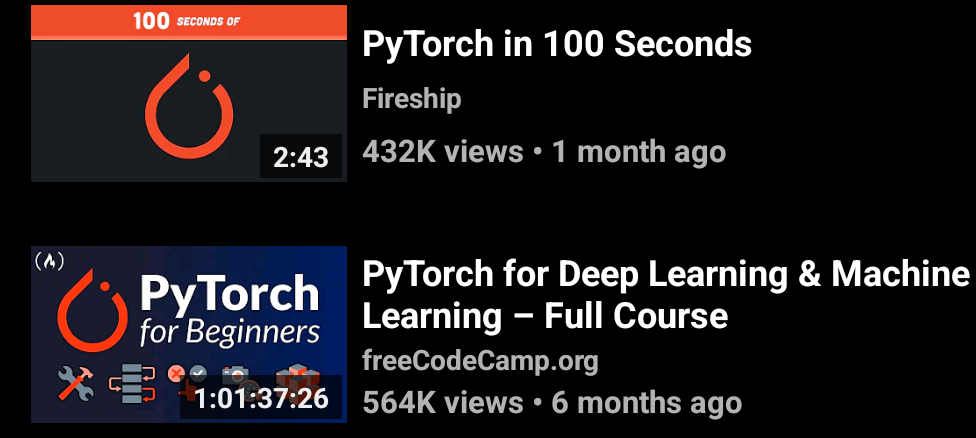 100 SECONDS OF
2:43
PyTorch in 100 Seconds
Fireship
432K views • 1 month ago
PyTorch
for Beginners
1:01:37:26
PyTorch for Deep Learning & Machine
Learning – Full Course
freeCodeCamp.org
564K views • 6 months ago